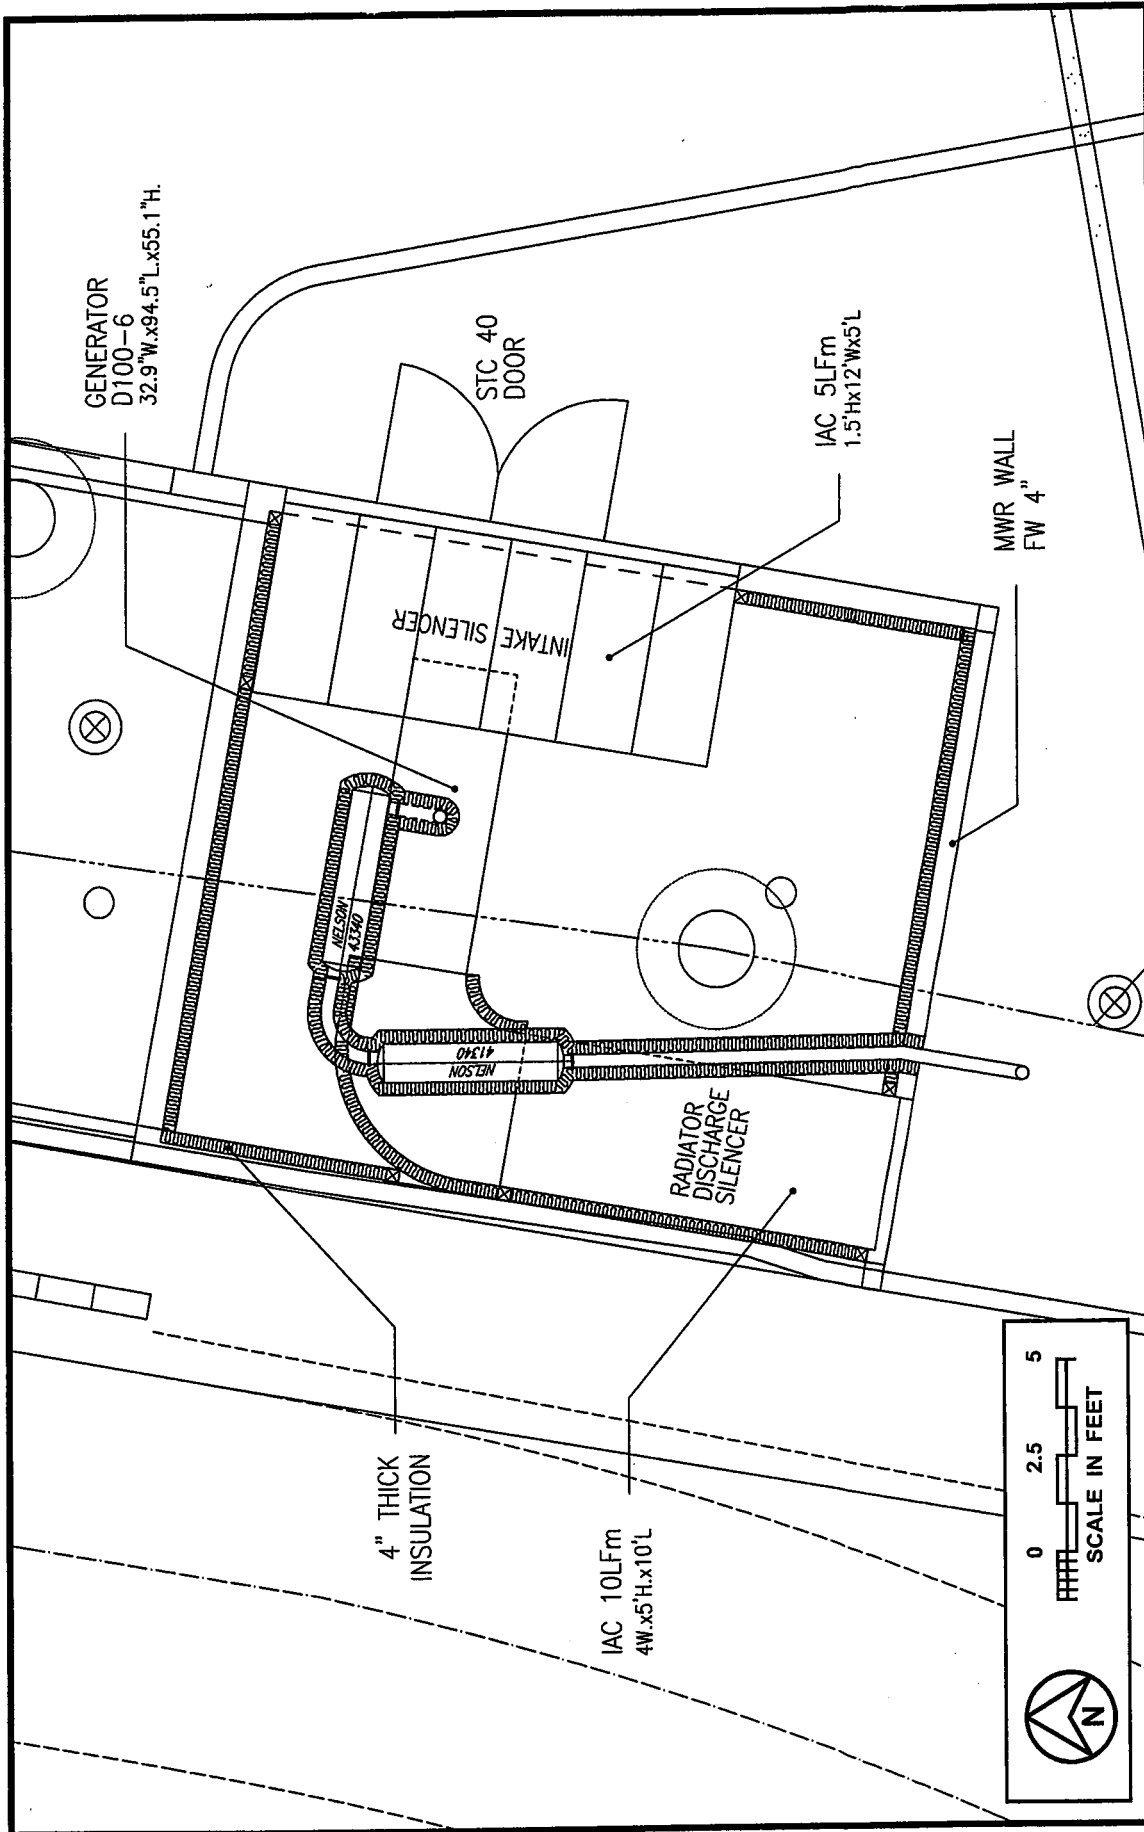 GENERATOR
D100-6
32.9"W.x94.5"L.x55.1"H.
STC 40
DOOR
IAC 5LFm
1.5'Hx12'Wx5'L
MWR WALL
FW 4"
INTAKE SILENCER
NELSON
43340
NELSON
41340
RADIATOR
DISCHARGE
SILENCER
4" THICK
INSULATION
IAC 10LFm
4W.x5'H.x10'L
0 2.5 5
SCALE IN FEET
N